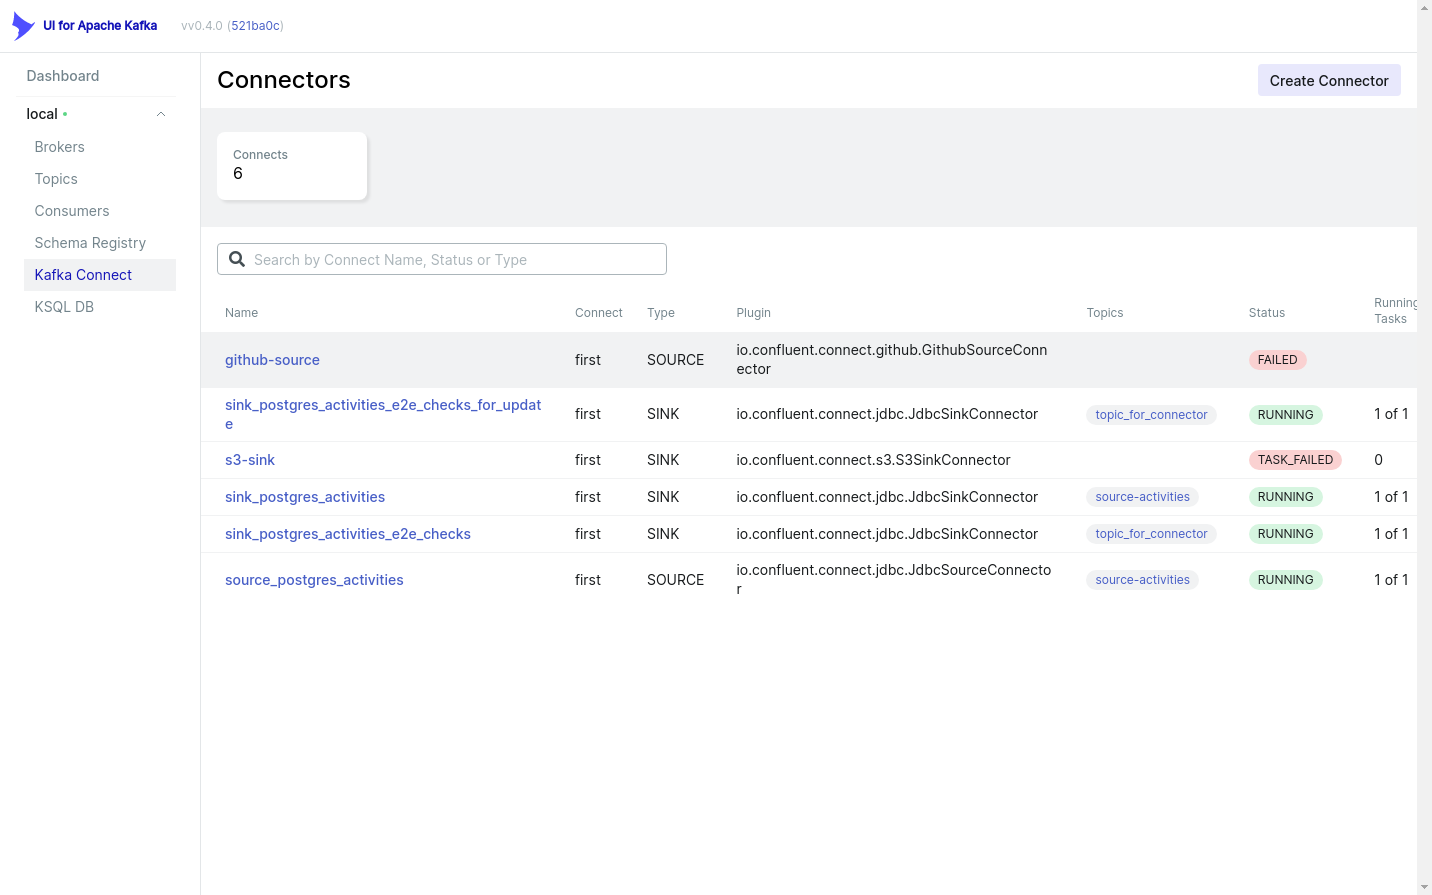 UI for Apache Kafka vv0.4.0 (521ba0c)
Dashboard
local
Brokers
Topics
Consumers
Schema Registry
Kafka Connect
KSQL DB
Connectors
Create Connector
Connects
6
Search by Connect Name, Status or Type
Name Connect Type Plugin Topics Status Running
Tasks
github-source first SOURCE io.confluent.connect.github.GithubSourceConn
ector FAILED
sink_postgres_activities_e2e_checks_for_updat
e first SINK io.confluent.connect.jdbc.JdbcSinkConnector topic_for_connector RUNNING 1 of 1
s3-sink first SINK io.confluent.connect.s3.S3SinkConnector TASK_FAILED 0
sink_postgres_activities first SINK io.confluent.connect.jdbc.JdbcSinkConnector source-activities RUNNING 1 of 1
sink_postgres_activities_e2e_checks first SINK io.confluent.connect.jdbc.JdbcSinkConnector topic_for_connector RUNNING 1 of 1
source_postgres_activities first SOURCE io.confluent.connect.jdbc.JdbcSourceConnecto
r source-activities RUNNING 1 of 1